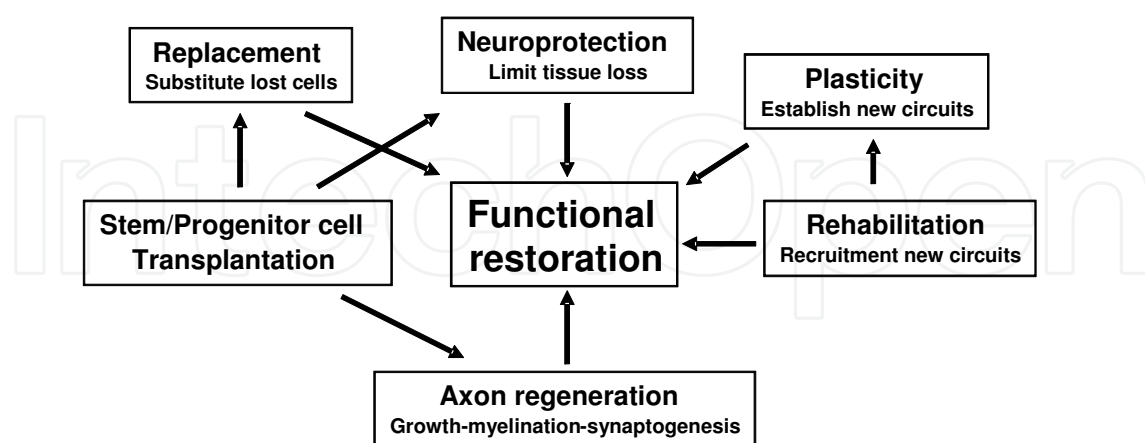 Replacement
Substitute lost cells
Neuroprotection
Limit tissue loss
Plasticity
Establish new circuits
Stem/Progenitor cell
Transplantation
Functional
restoration
Rehabilitation
Recruitment new circuits
Axon regeneration
Growth-myelination-synaptogenesis
IntechOpen